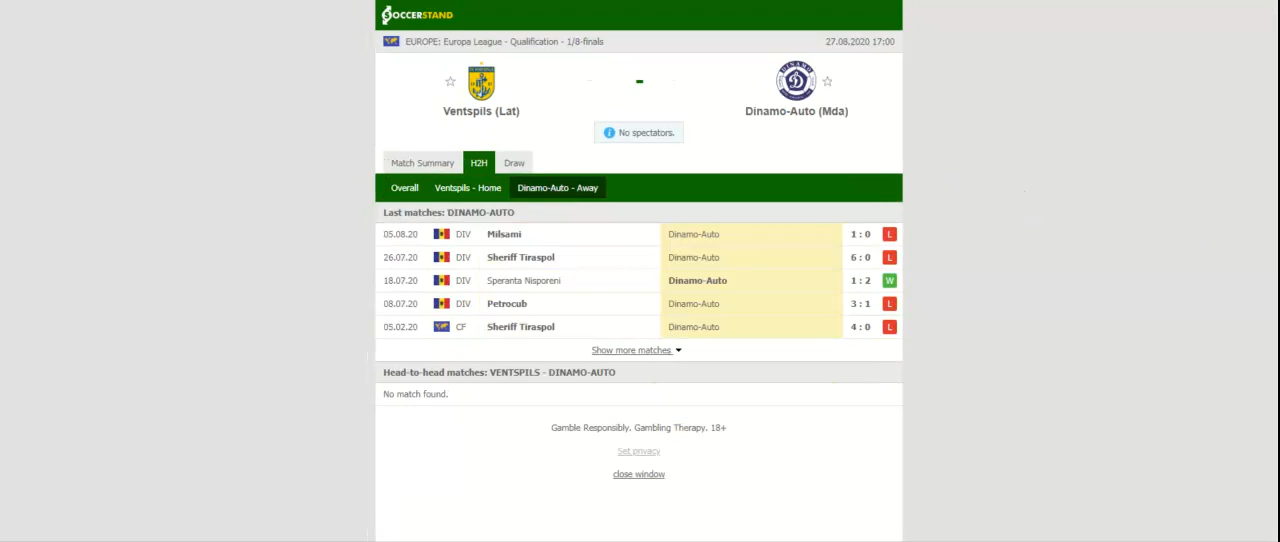 SOCCERSTAND
EUROPE: Europa League - Qualification - 1/8-finals 27.08.2020 17:00
DINAMO
Ventspils (Lat) - Dinamo-Auto (Mda)
No spectators.
Match Summary H2H Draw
Overall Ventspils - Home Dinamo-Auto - Away
Last matches: DINAMO-AUTO
05.08.20 DIV Milsami Dinamo-Auto 1 : 0 L
26.07.20 DIV Sheriff Tiraspol Dinamo-Auto 6 : 0 L
18.07.20 DIV Speranta Nisporeni Dinamo-Auto 1 : 2 W
08.07.20 DIV Petrocub Dinamo-Auto 3 : 1 L
05.02.20 CF Sheriff Tiraspol Dinamo-Auto 4 : 0 L
Show more matches
Head-to-head matches: VENTSPILS - DINAMO-AUTO
No match found.
Gamble Responsibly. Gambling Therapy. 18+
Set privacy
close window